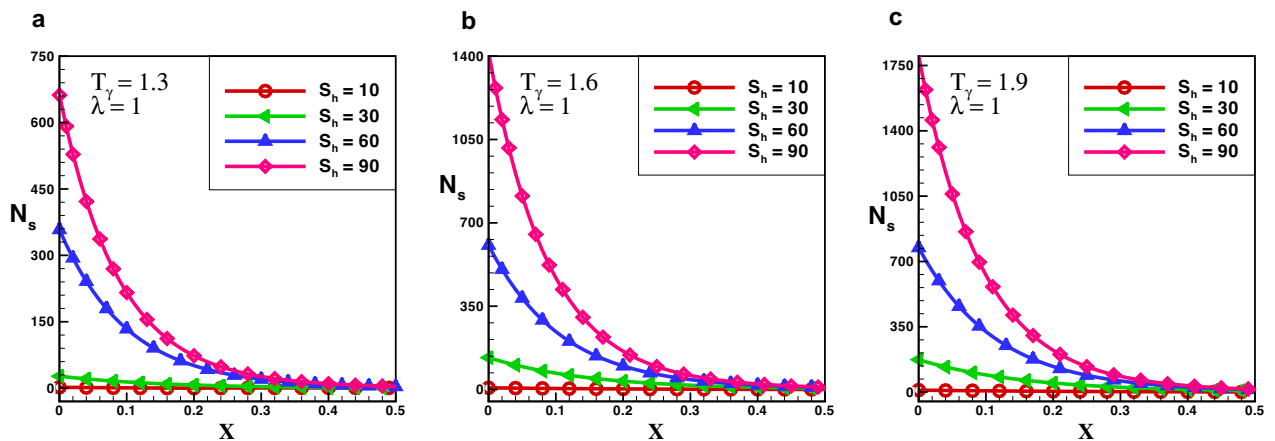 a
750
600
450
300
150
0
N_s
T_γ = 1.3
λ = 1
S_h = 10
S_h = 30
S_h = 60
S_h = 90
0 0.1 0.2 0.3 0.4 0.5
X
b
1400
1050
700
350
0
N_s
T_γ = 1.6
λ = 1
S_h = 10
S_h = 30
S_h = 60
S_h = 90
0 0.1 0.2 0.3 0.4 0.5
X
c
1750
1400
1050
700
350
0
N_s
T_γ = 1.9
λ = 1
S_h = 10
S_h = 30
S_h = 60
S_h = 90
0 0.1 0.2 0.3 0.4 0.5
X